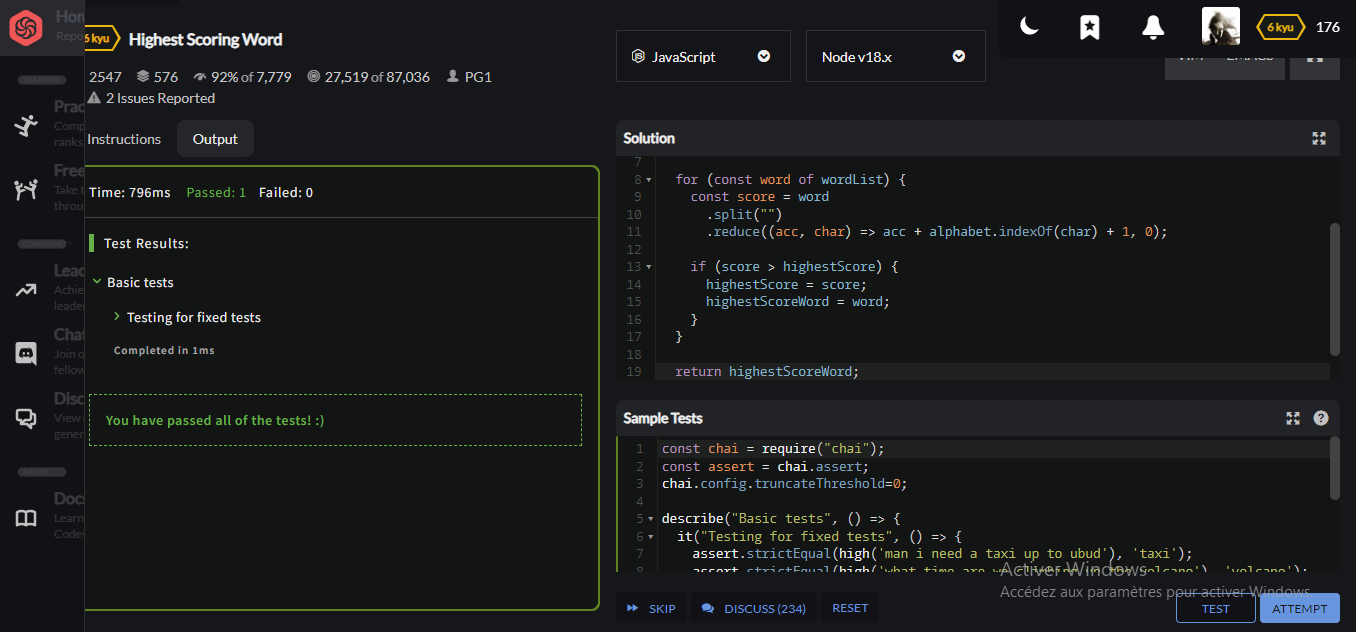 Hom
Repo
6 kyu
Highest Scoring Word
2547 576 92% of 7,779 27,519 of 87,036 PG1
2 Issues Reported
JavaScript
Node v18.x
VIM EMACS
6 kyu 176
TRAINING
Prac
Comp
ranks,
Free
Take t
throu
COMMUNITY
Lead
Achie
leade
Chat
Join o
fellow
Disc
View
gener
ABOUT
Docs
Learn
Codew
Instructions Output
Time: 796ms Passed: 1 Failed: 0
Test Results:
Basic tests
Testing for fixed tests
Completed in 1ms
You have passed all of the tests! :)
Solution
7
8 for (const word of wordList) {
9 const score = word
10 .split("")
11 .reduce((acc, char) => acc + alphabet.indexOf(char) + 1, 0);
12
13 if (score > highestScore) {
14 highestScore = score;
15 highestScoreWord = word;
16 }
17 }
18
19 return highestScoreWord;
Sample Tests
1 const chai = require("chai");
2 const assert = chai.assert;
3 chai.config.truncateThreshold=0;
4
5 describe("Basic tests", () => {
6 it("Testing for fixed tests", () => {
7 assert.strictEqual(high('man i need a taxi up to ubud'), 'taxi');
8 assert.strictEqual(high('what time are we climbing up the volcano'), 'volcano');
Activer Windows
Accédez aux paramètres pour activer Windows.
SKIP DISCUSS (234) RESET TEST ATTEMPT